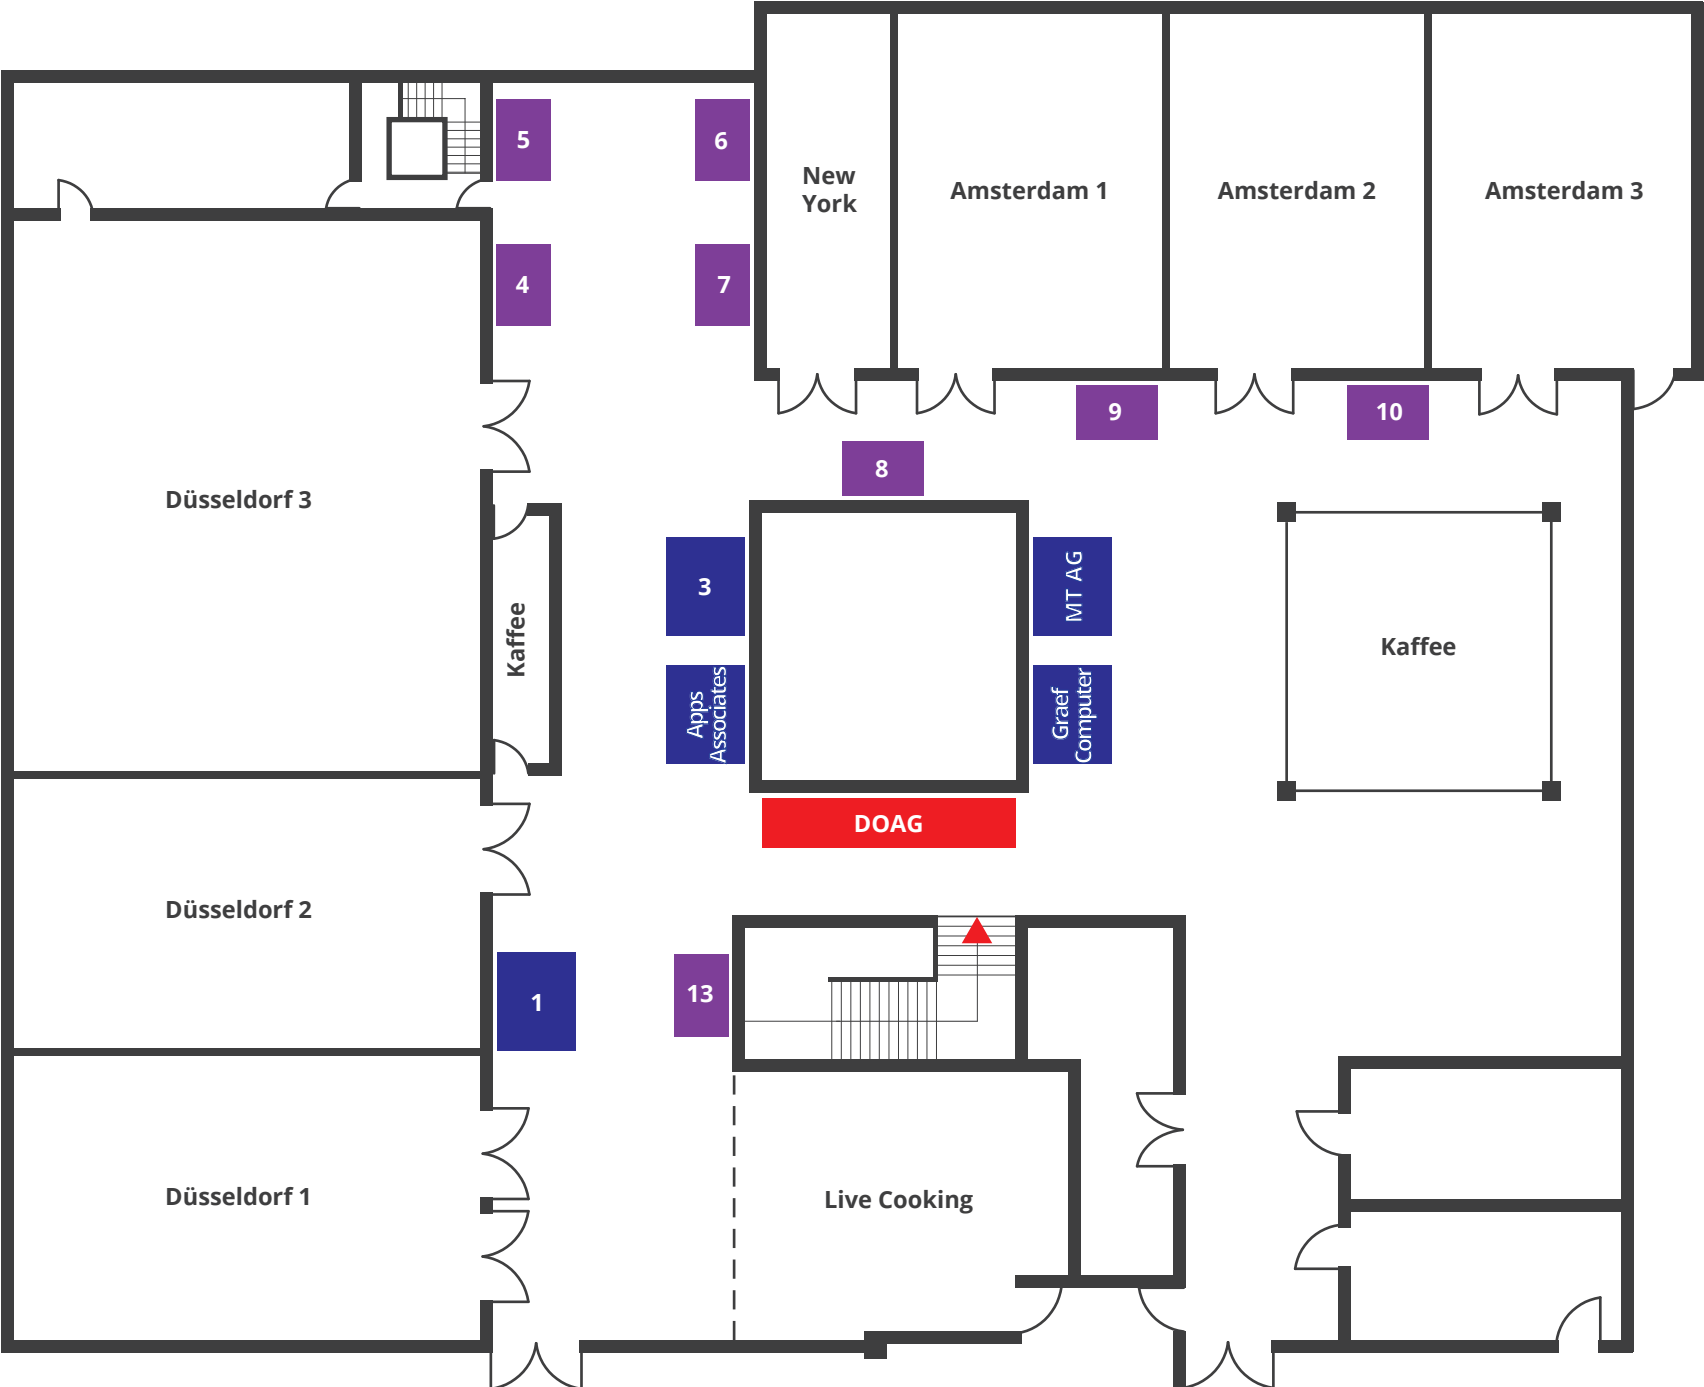 5
6
New
York
Amsterdam 1
Amsterdam 2
Amsterdam 3
4
7
9
10
8
Düsseldorf 3
3
MT AG
Kaffee
Kaffee
Apps
Associates
Graef
Computer
DOAG
Düsseldorf 2
1
13
Düsseldorf 1
Live Cooking